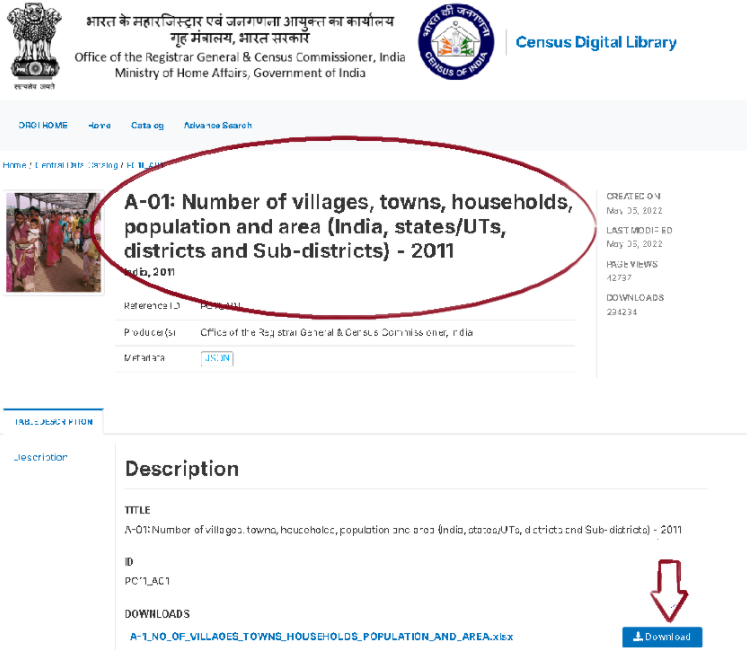 भारत के महारजिस्ट्रार एवं जनगणना आयुक्त का कार्यालय
गृह मंत्रालय, भारत सरकार
Office of the Registrar General & Census Commissioner, India
Ministry of Home Affairs, Government of India
सत्यमेव जयते
भारत की जनगणना
CENSUS OF INDIA
Census Digital Library
ORGI HOME Home Catalog Advance Search
Home / Central Data Catalog / PC11_A01
A-01: Number of villages, towns, households,
population and area (India, states/UTs,
districts and Sub-districts) - 2011
India, 2011
Reference ID PC11_A01
Producer(s) Office of the Registrar General & Census Commissioner, India
Metadata JSON
CREATED ON
May 05, 2022
LAST MODIFIED
May 05, 2022
PAGE VIEWS
42737
DOWNLOADS
294234
TABLE DESCRIPTION
Description
Description
TITLE
A-01: Number of villages, towns, households, population and area (India, states/UTs, districts and Sub-districts) - 2011
ID
PC11_A01
DOWNLOADS
A-1_NO_OF_VILLAGES_TOWNS_HOUSEHOLDS_POPULATION_AND_AREA.xlsx
Download